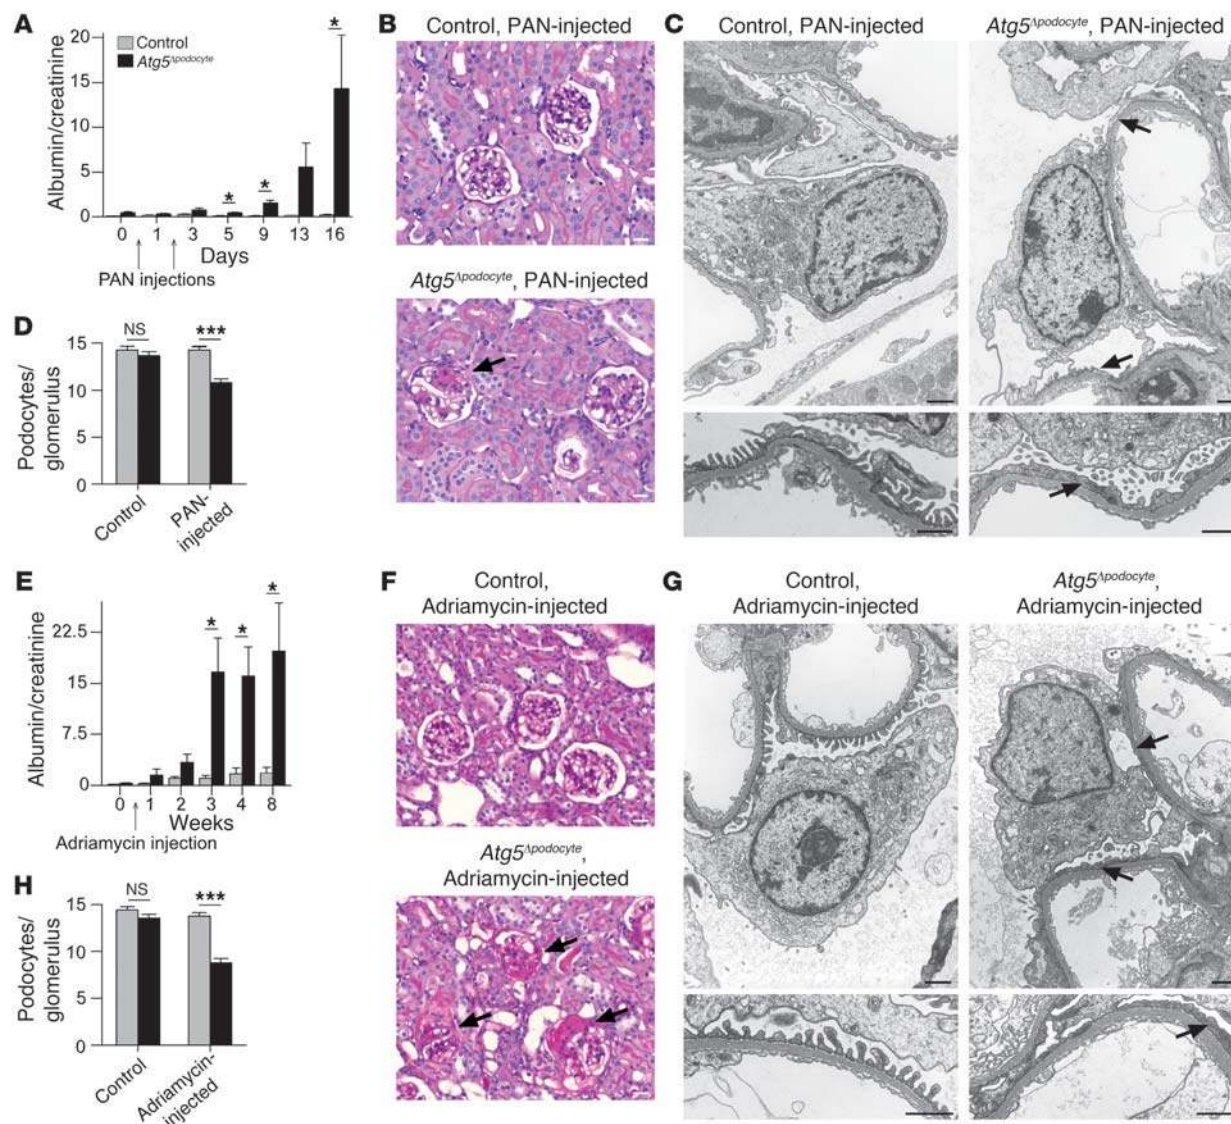 A
20
15
10
5
0
Albumin/creatinine
Control
Atg5Δpodocyte
*
*
*
0 1 3 5 9 13 16
Days
PAN injections
B
Control, PAN-injected
Atg5Δpodocyte, PAN-injected
C
Control, PAN-injected
Atg5Δpodocyte, PAN-injected
D
NS
***
15
10
5
0
Podocytes/
glomerulus
Control
PAN-
injected
E
22.5
15
7.5
0
Albumin/creatinine
*
*
*
0 1 2 3 4 8
Weeks
Adriamycin injection
F
Control,
Adriamycin-injected
Atg5Δpodocyte,
Adriamycin-injected
G
Control,
Adriamycin-injected
Atg5Δpodocyte,
Adriamycin-injected
H
NS
***
15
10
5
0
Podocytes/
glomerulus
Control
Adriamycin-
injected